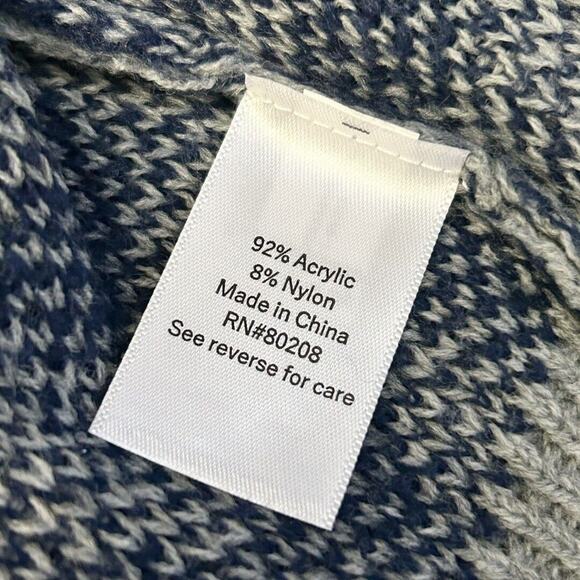 92% Acrylic
8% Nylon
Made in China
RN#80208
See reverse for care